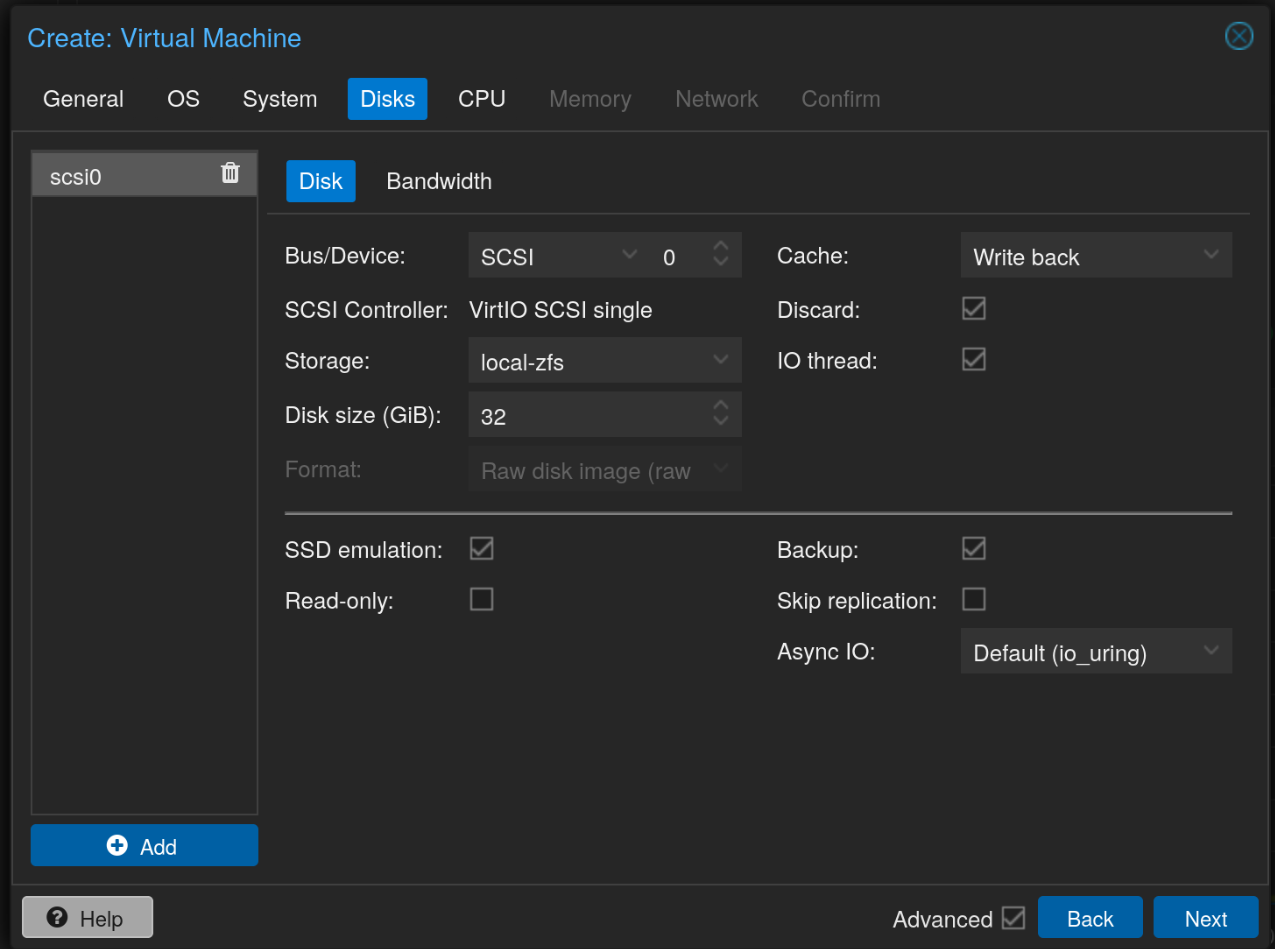 Create: Virtual Machine
General OS System Disks CPU Memory Network Confirm
scsi0
Disk Bandwidth
Bus/Device: SCSI 0 Cache: Write back
SCSI Controller: VirtIO SCSI single Discard:
Storage: local-zfs IO thread:
Disk size (GiB): 32
Format: Raw disk image (raw
SSD emulation: Backup:
Read-only: Skip replication:
Async IO: Default (io_uring)
Add
Help Advanced Back Next